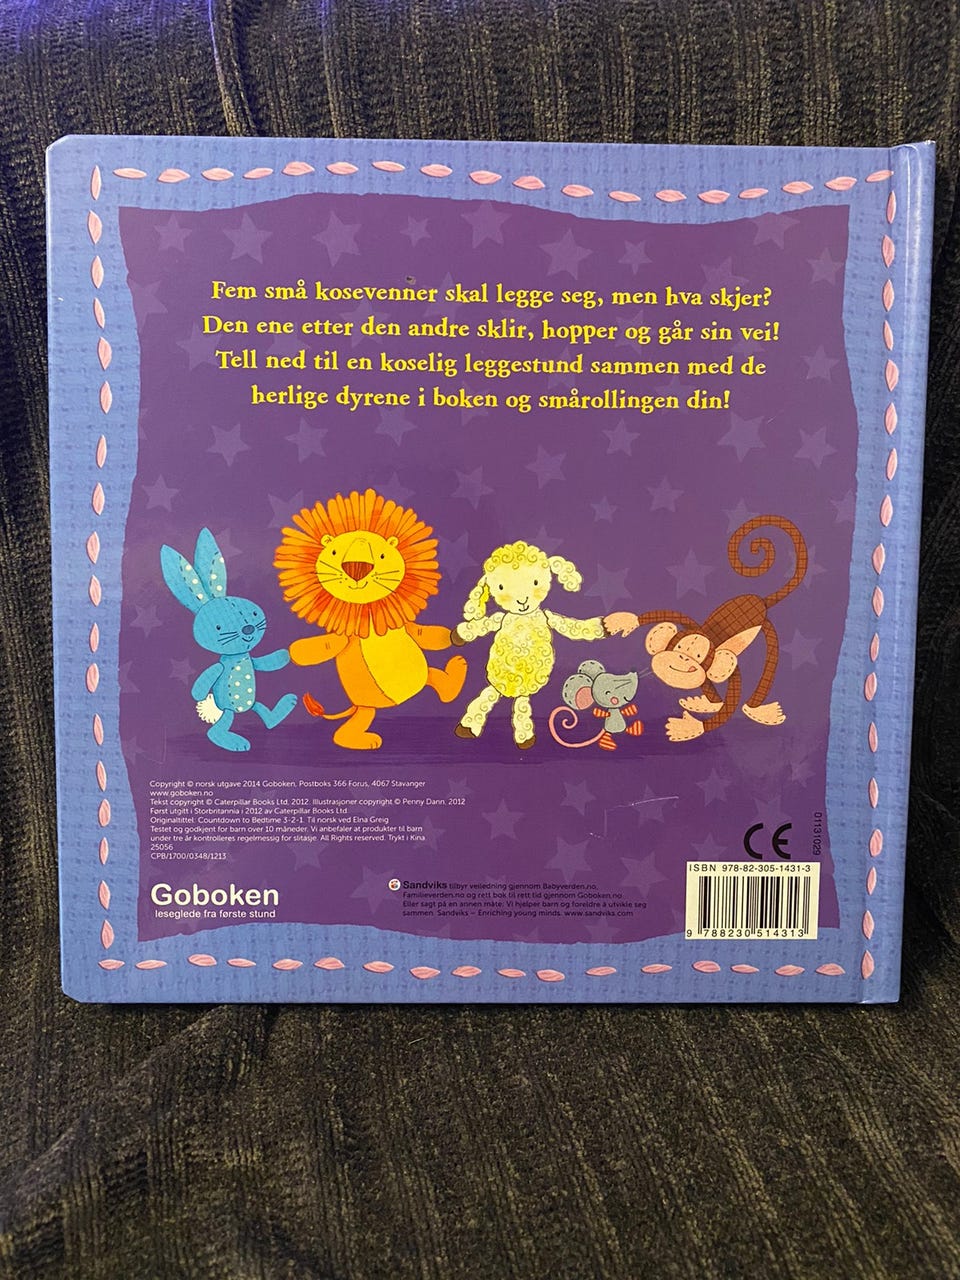 Fem små kosevenner skal legge seg, men hva skjer?
Den ene etter den andre sklir, hopper og går sin vei!
Tell ned til en koselig leggestund sammen med de
herlige dyrene i boken og smårollingen din!
Copyright © norsk utgave 2014 Goboken, Postboks 366 Forus, 4067 Stavanger
www.goboken.no
Tekst copyright © Caterpillar Books Ltd. 2012. Illustrasjoner copyright © Penny Dann, 2012
Først utgitt i Storbritannia i 2012 av Caterpillar Books Ltd.
Originaltittel: Countdown to Bedtime 3-2-1. Til norsk ved Elna Greig
Testet og godkjent for barn over 10 måneder. Vi anbefaler at produkter til barn
under tre år kontrolleres regelmessig for slitasje. All Rights reserved. Trykt i Kina
25056
CPB/1700/0348/1213
Goboken
leseglede fra første stund
Sandviks tilbyr veiledning gjennom Babyverden.no,
Familieverden.no og rett bok til rett tid gjennom Goboken.no
Eller sagt på en annen måte: Vi hjelper barn og foreldre å utvikle seg
sammen. Sandviks – Enriching young minds. www.sandviks.com
CE
01131029
ISBN 978-82-305-1431-3
9 788230 514313